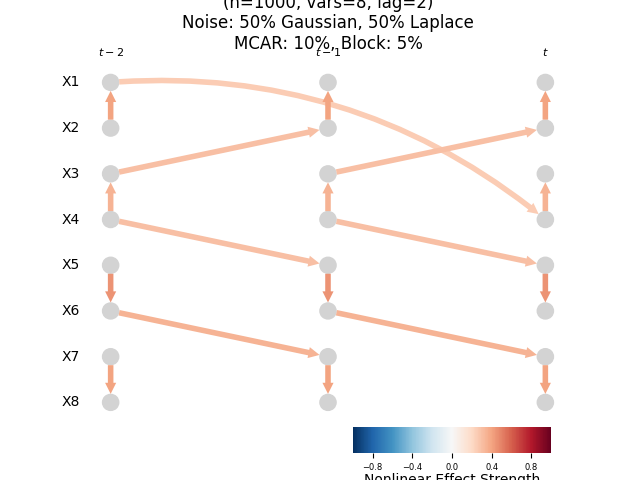 (n=1000, vars=8, lag=2)
Noise: 50% Gaussian, 50% Laplace
MCAR: 10%, Block: 5%
t − 2
t − 1
t
X1
X2
X3
X4
X5
X6
X7
X8
−0.8 −0.4 0.0 0.4 0.8
Nonlinear Effect Strength